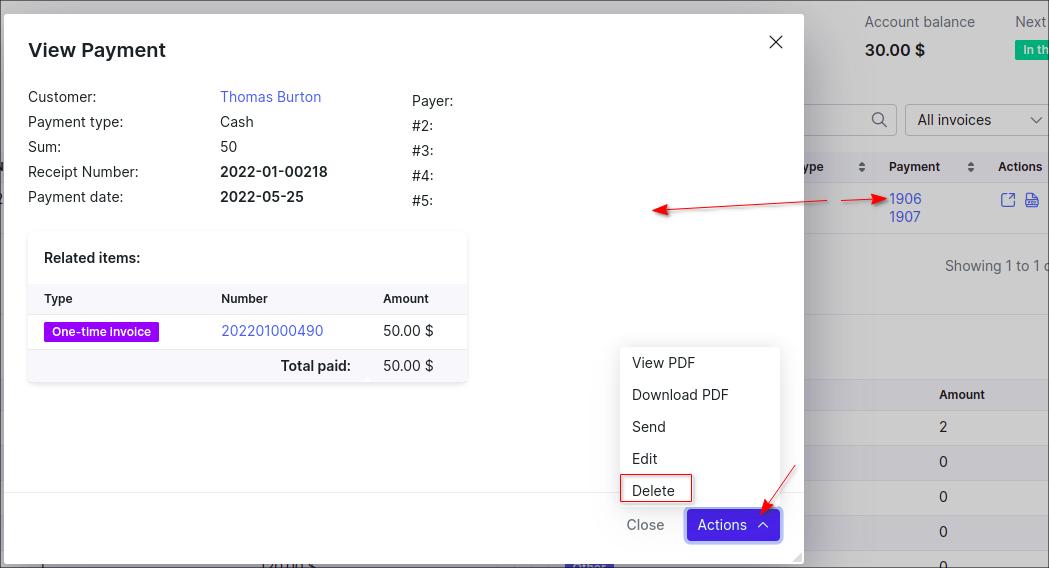 View Payment
Customer: Thomas Burton
Payment type: Cash
Sum: 50
Receipt Number: 2022-01-00218
Payment date: 2022-05-25
Payer:
#2:
#3:
#4:
#5:
Related items:
Type Number Amount
One-time Invoice 202201000490 50.00 $
Total paid: 50.00 $
View PDF
Download PDF
Send
Edit
Delete
Close Actions
Account balance Next
30.00 $ In th
All invoices
Payment Actions
1906
1907
Showing 1 to 1
Amount
2
0
0
0